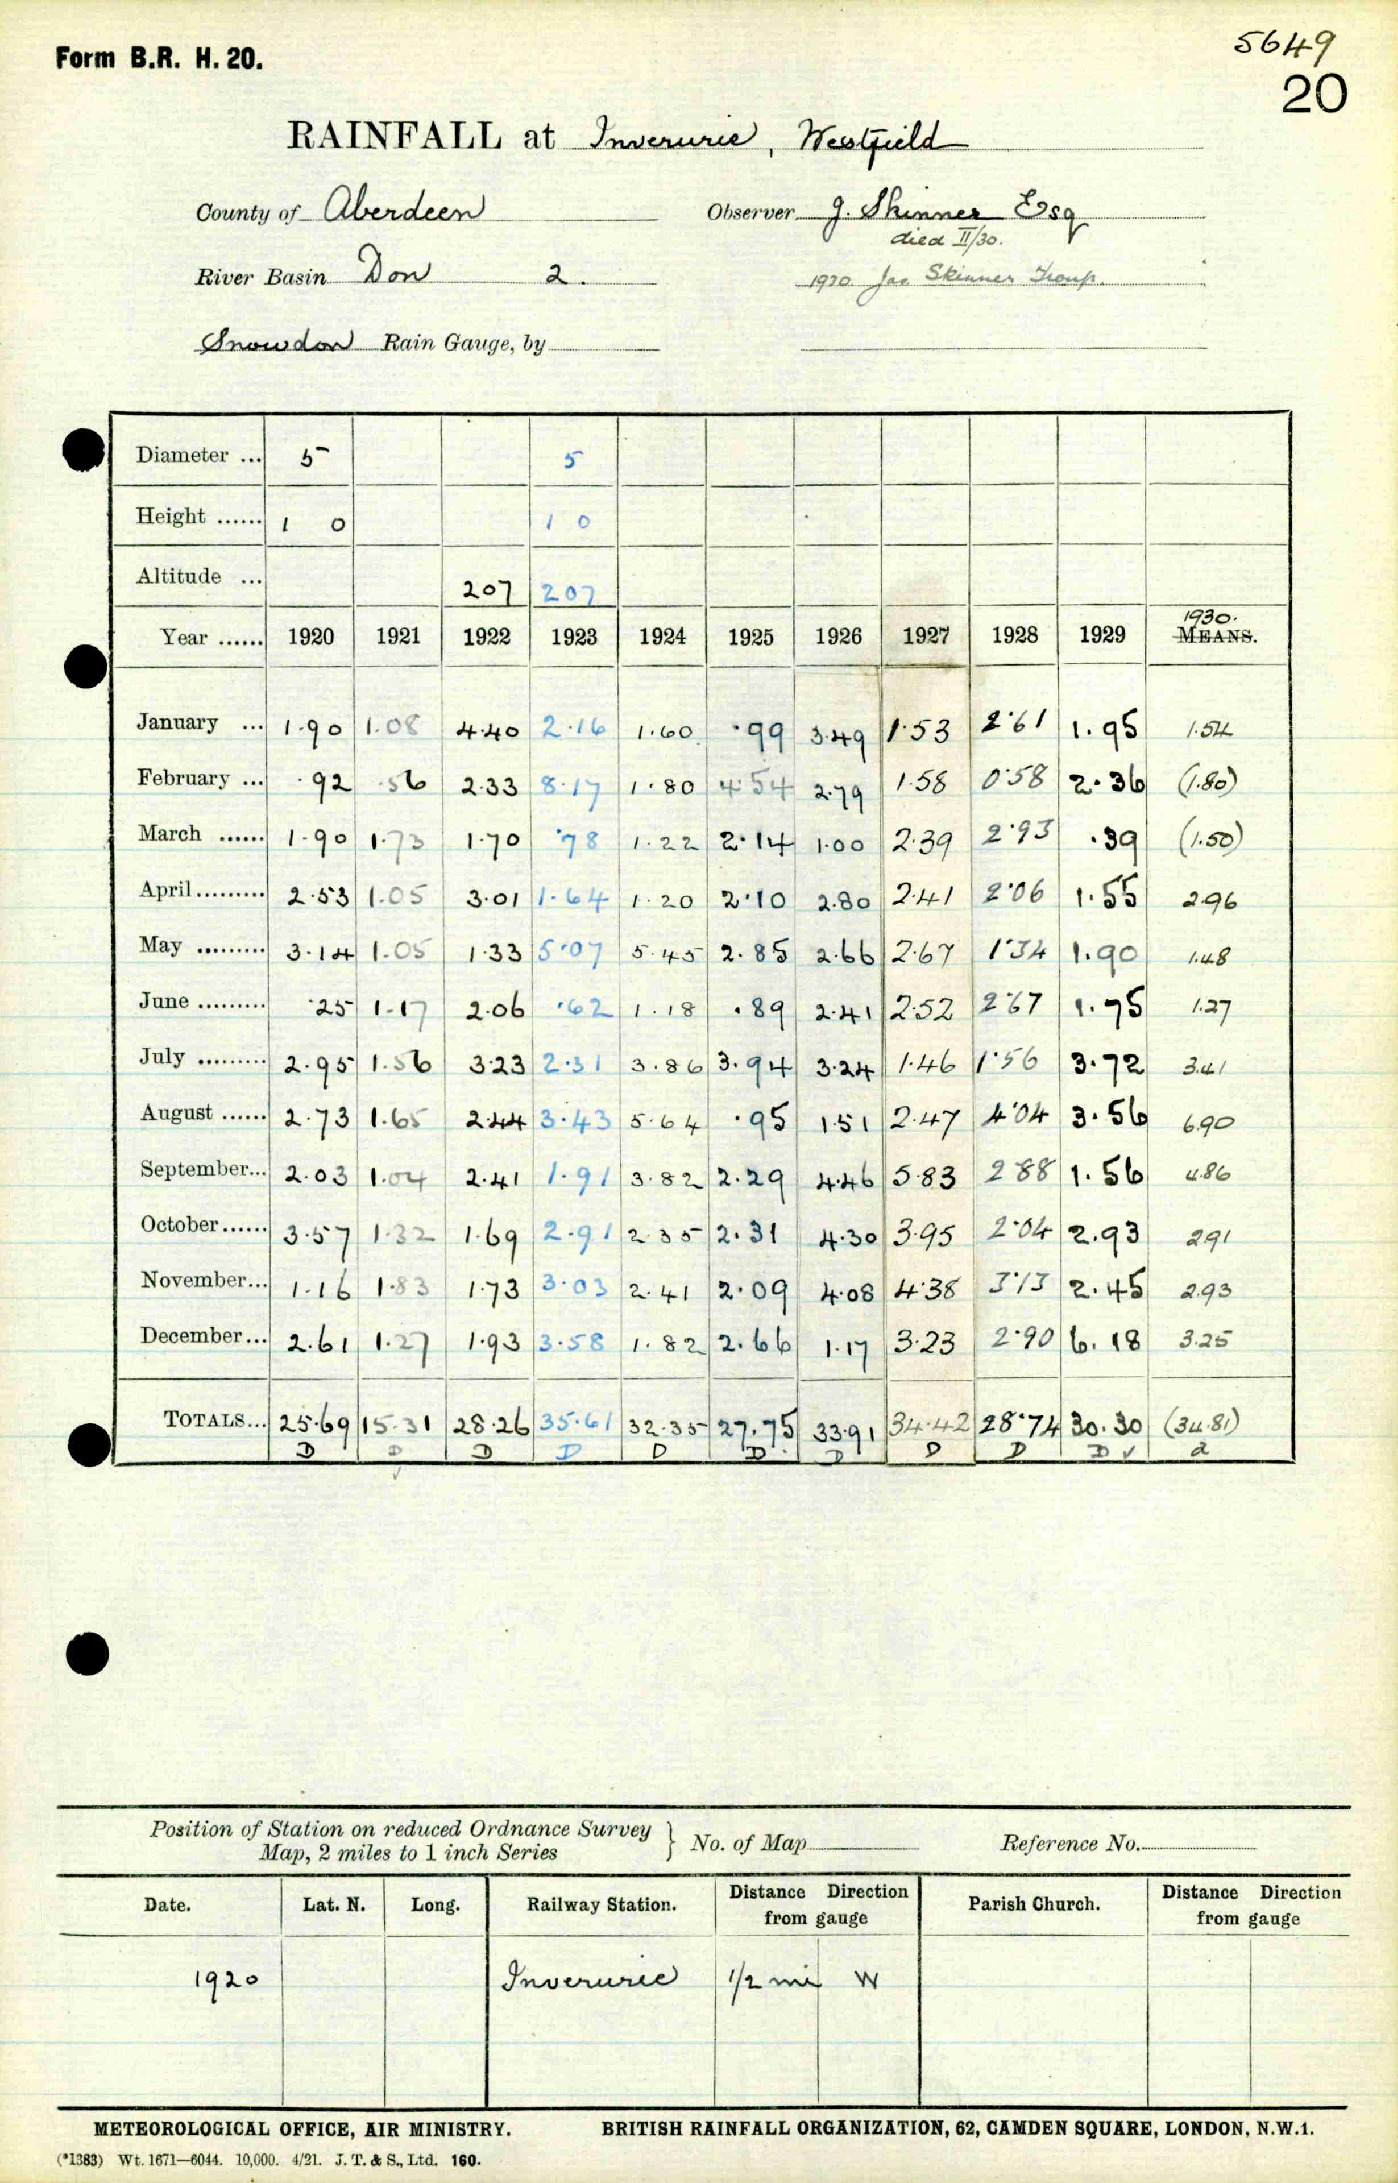 5649
Form B.R. H. 20.
20
RAINFALL at Inverurie, Westfield
County of Aberdeen Observer J. Skinner Esq
died II/30.
River Basin Don 2. 1930 Jas Skinner Troup.
Snowdon Rain Gauge, by
Diameter ... 5 5
Height ...... 1 0 1 0
Altitude ... 207 207
1930.
Year ...... 1920 1921 1922 1923 1924 1925 1926 1927 1928 1929 MEANS.
January ... 1.90 1.08 4.40 2.16 1.60 .99 3.49 1.53 2.61 1.95 1.54
February ... .92 .56 2.33 8.17 1.80 4.54 2.79 1.58 0.58 2.36 (1.80)
March ...... 1.90 1.73 1.70 .78 1.22 2.14 1.00 2.39 2.93 .39 (1.50)
April......... 2.53 1.05 3.01 1.64 1.20 2.10 2.80 2.41 2.06 1.55 2.96
May ......... 3.14 1.05 1.33 5.07 5.45 2.85 2.66 2.67 1.34 1.90 1.48
June ......... .25 1.17 2.06 .62 1.18 .89 2.41 2.52 2.67 1.75 1.27
July ......... 2.95 1.56 3.23 2.31 3.86 3.94 3.24 1.46 1.56 3.72 3.41
August ...... 2.73 1.65 2.44 3.43 5.64 .95 1.51 2.47 4.04 3.56 6.90
September... 2.03 1.04 2.41 1.91 3.82 2.29 4.46 5.83 2.88 1.56 4.86
October...... 3.57 1.32 1.69 2.91 2.35 2.31 4.30 3.95 2.04 2.93 2.91
November... 1.16 1.83 1.73 3.03 2.41 2.09 4.08 4.38 3.13 2.45 2.93
December... 2.61 1.27 1.93 3.58 1.82 2.66 1.17 3.23 2.90 6.18 3.25
TOTALS... 25.69 15.31 28.26 35.61 32.35 27.75 33.91 34.42 28.74 30.30 (34.81)
D D D D D D D D D D ✓ d
✓
Position of Station on reduced Ordnance Survey
Map, 2 miles to 1 inch Series } No. of Map Reference No.
Date. Lat. N. Long. Railway Station. Distance Direction from gauge Parish Church. Distance Direction from gauge
1920 Inverurie 1/2 mi W
METEOROLOGICAL OFFICE, AIR MINISTRY. BRITISH RAINFALL ORGANIZATION, 62, CAMDEN SQUARE, LONDON, N.W.1.
(*1383) Wt. 1671—6044. 10,000. 4/21. J. T. & S., Ltd. 160.